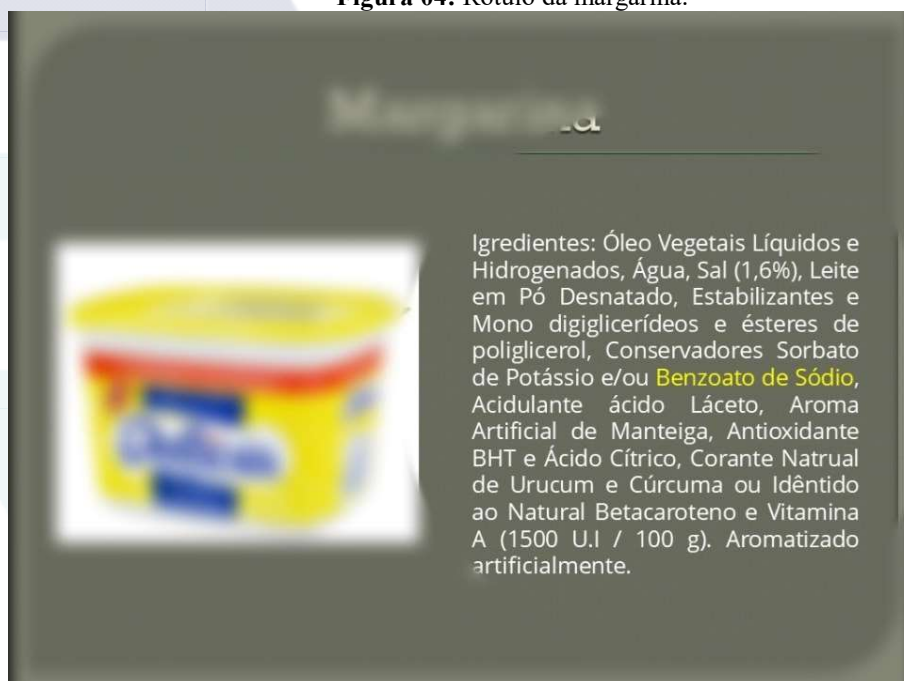 Figura 04: Rótulo da margarina.
Margarina
Igredientes: Óleo Vegetais Líquidos e
Hidrogenados, Água, Sal (1,6%), Leite
em Pó Desnatado, Estabilizantes e
Mono digiglicerídeos e ésteres de
poliglicerol, Conservadores Sorbato
de Potássio e/ou Benzoato de Sódio,
Acidulante ácido Láceto, Aroma
Artificial de Manteiga, Antioxidante
BHT e Ácido Cítrico, Corante Natrual
de Urucum e Cúrcuma ou Idêntido
ao Natural Betacaroteno e Vitamina
A (1500 U.I / 100 g). Aromatizado
artificialmente.